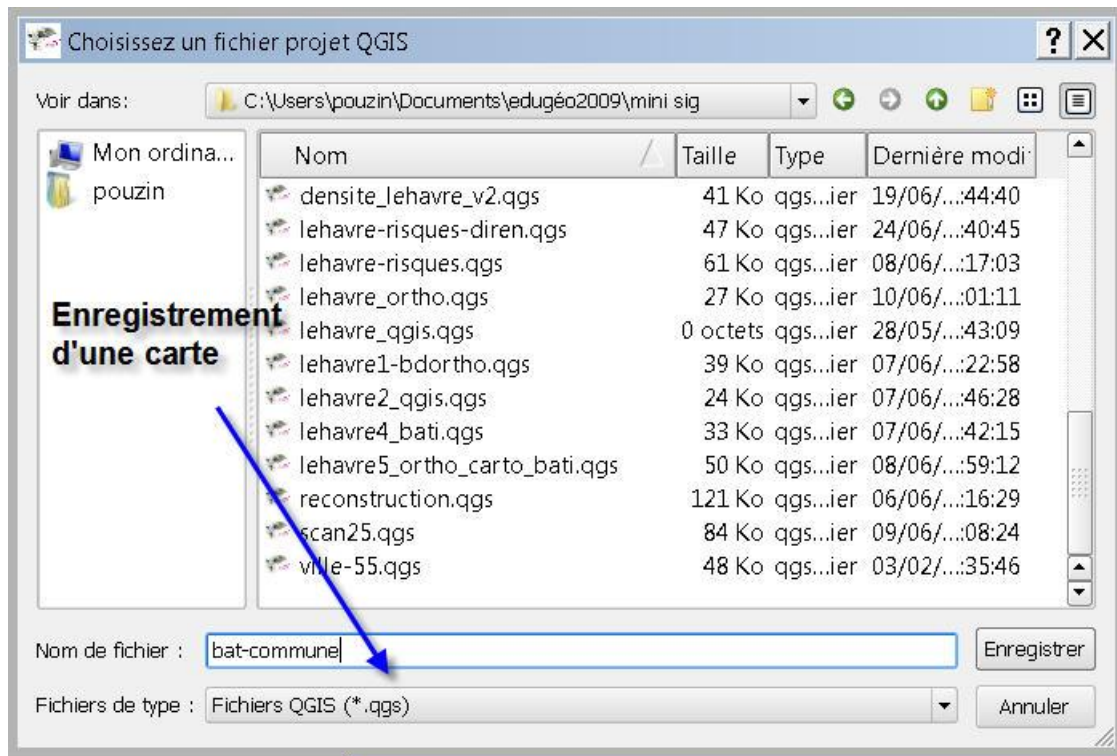 Choisissez un fichier projet QGIS
Voir dans: C:\Users\pouzin\Documents\edugéo2009\mini sig
Mon ordina...
pouzin
Nom Taille Type Dernière modi
densite_lehavre_v2.qgs 41 Ko qgs...ier 19/06/...:44:40
lehavre-risques-diren.qgs 47 Ko qgs...ier 24/06/...:40:45
lehavre-risques.qgs 61 Ko qgs...ier 08/06/...:17:03
lehavre_ortho.qgs 27 Ko qgs...ier 10/06/...:01:11
lehavre_qgis.qgs 0 octets qgs...ier 28/05/...:43:09
lehavre1-bdortho.qgs 39 Ko qgs...ier 07/06/...:22:58
lehavre2_qgis.qgs 24 Ko qgs...ier 07/06/...:46:28
lehavre4_bati.qgs 33 Ko qgs...ier 07/06/...:42:15
lehavre5_ortho_carto_bati.qgs 50 Ko qgs...ier 08/06/...:59:12
reconstruction.qgs 121 Ko qgs...ier 06/06/...:16:29
scan25.qgs 84 Ko qgs...ier 09/06/...:08:24
ville-55.qgs 48 Ko qgs...ier 03/02/...:35:46
Enregistrement
d'une carte
Nom de fichier : bat-commune Enregistrer
Fichiers de type : Fichiers QGIS (*.qgs) Annuler